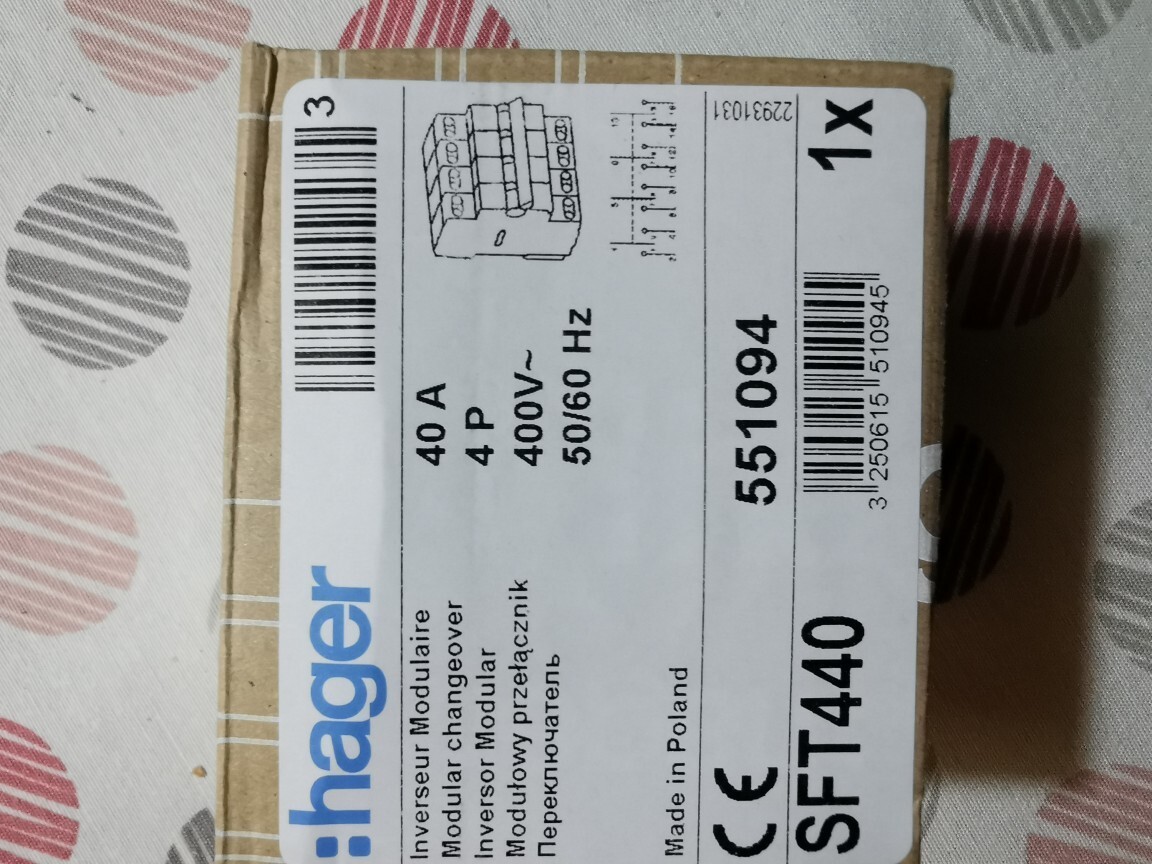 :hager
3
Inverseur Modulaire
Modular changeover
Inversor Modular
Modułowy przełącznik
Переключатель
40 A
4 P
400V~
50/60 Hz
Made in Poland
CE
551094
22931031
SFT440
3 250615 510945
1x